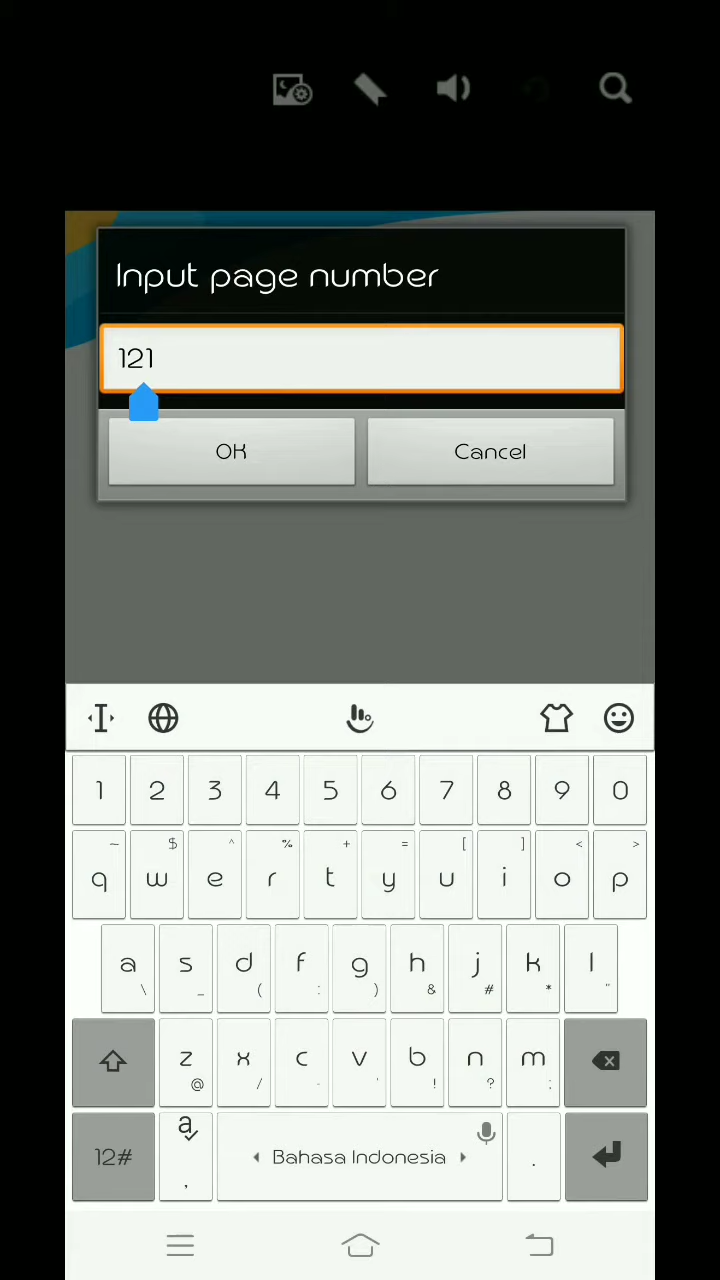 Input page number
121
OK Cancel
1 2 3 4 5 6 7 8 9 0
~ $ ^ % + = [ ] < >
q w e r t y u i o p
a s d f g h j k l
\ _ ( : ) & # * "
z x c v b n m
@ / - ' ! ? ;
12# a Bahasa Indonesia .
,